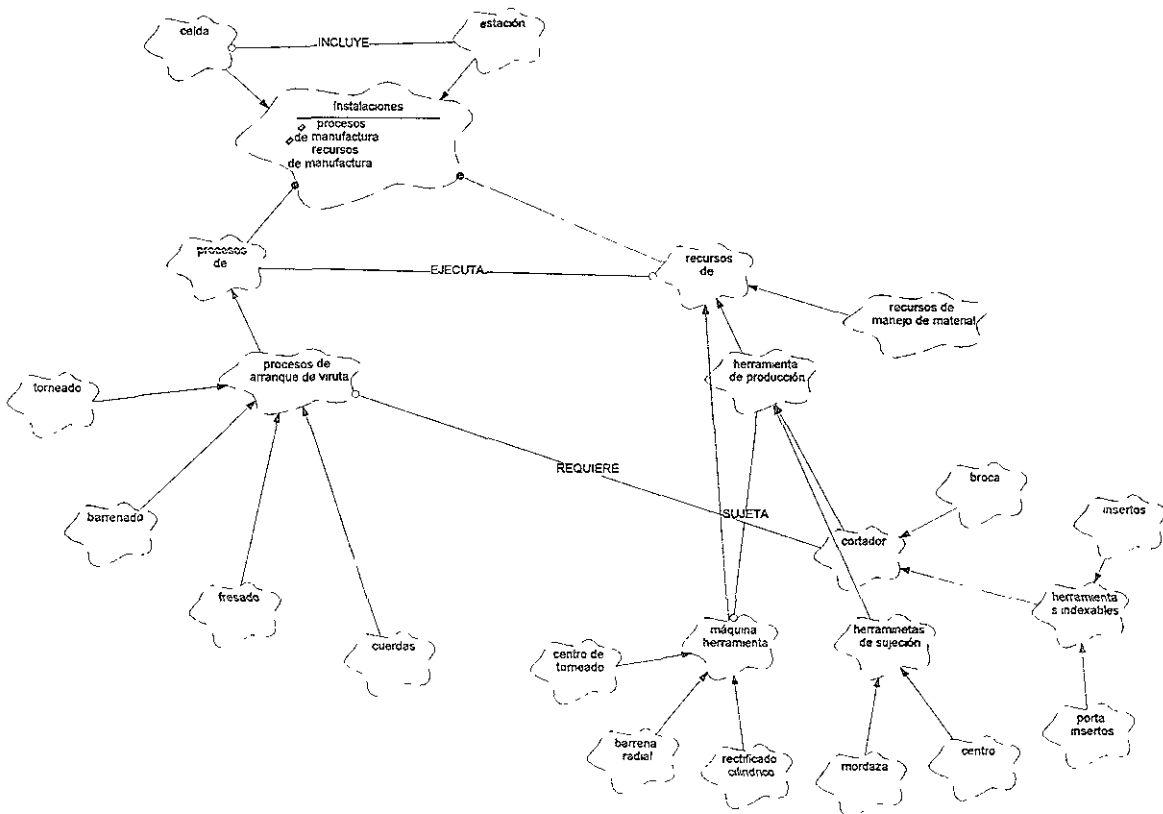 celda
estación
INCLUYE
Instalaciones
procesos
de manufactura
recursos
de manufactura
procesos
de
EJECUTA
recursos
de
recursos de
manejo de material
procesos de
arranque de viruta
herramienta
de producción
torneado
REQUIERE
broca
barrenado
SUJETA
insertos
cortador
fresado
herramienta
s indexables
cuerdas
máquina
herramienta
herraminetas
de sujeción
centro de
torneado
porta
insertos
barrena
radial
rectificado
cilíndrico
mordaza
centro